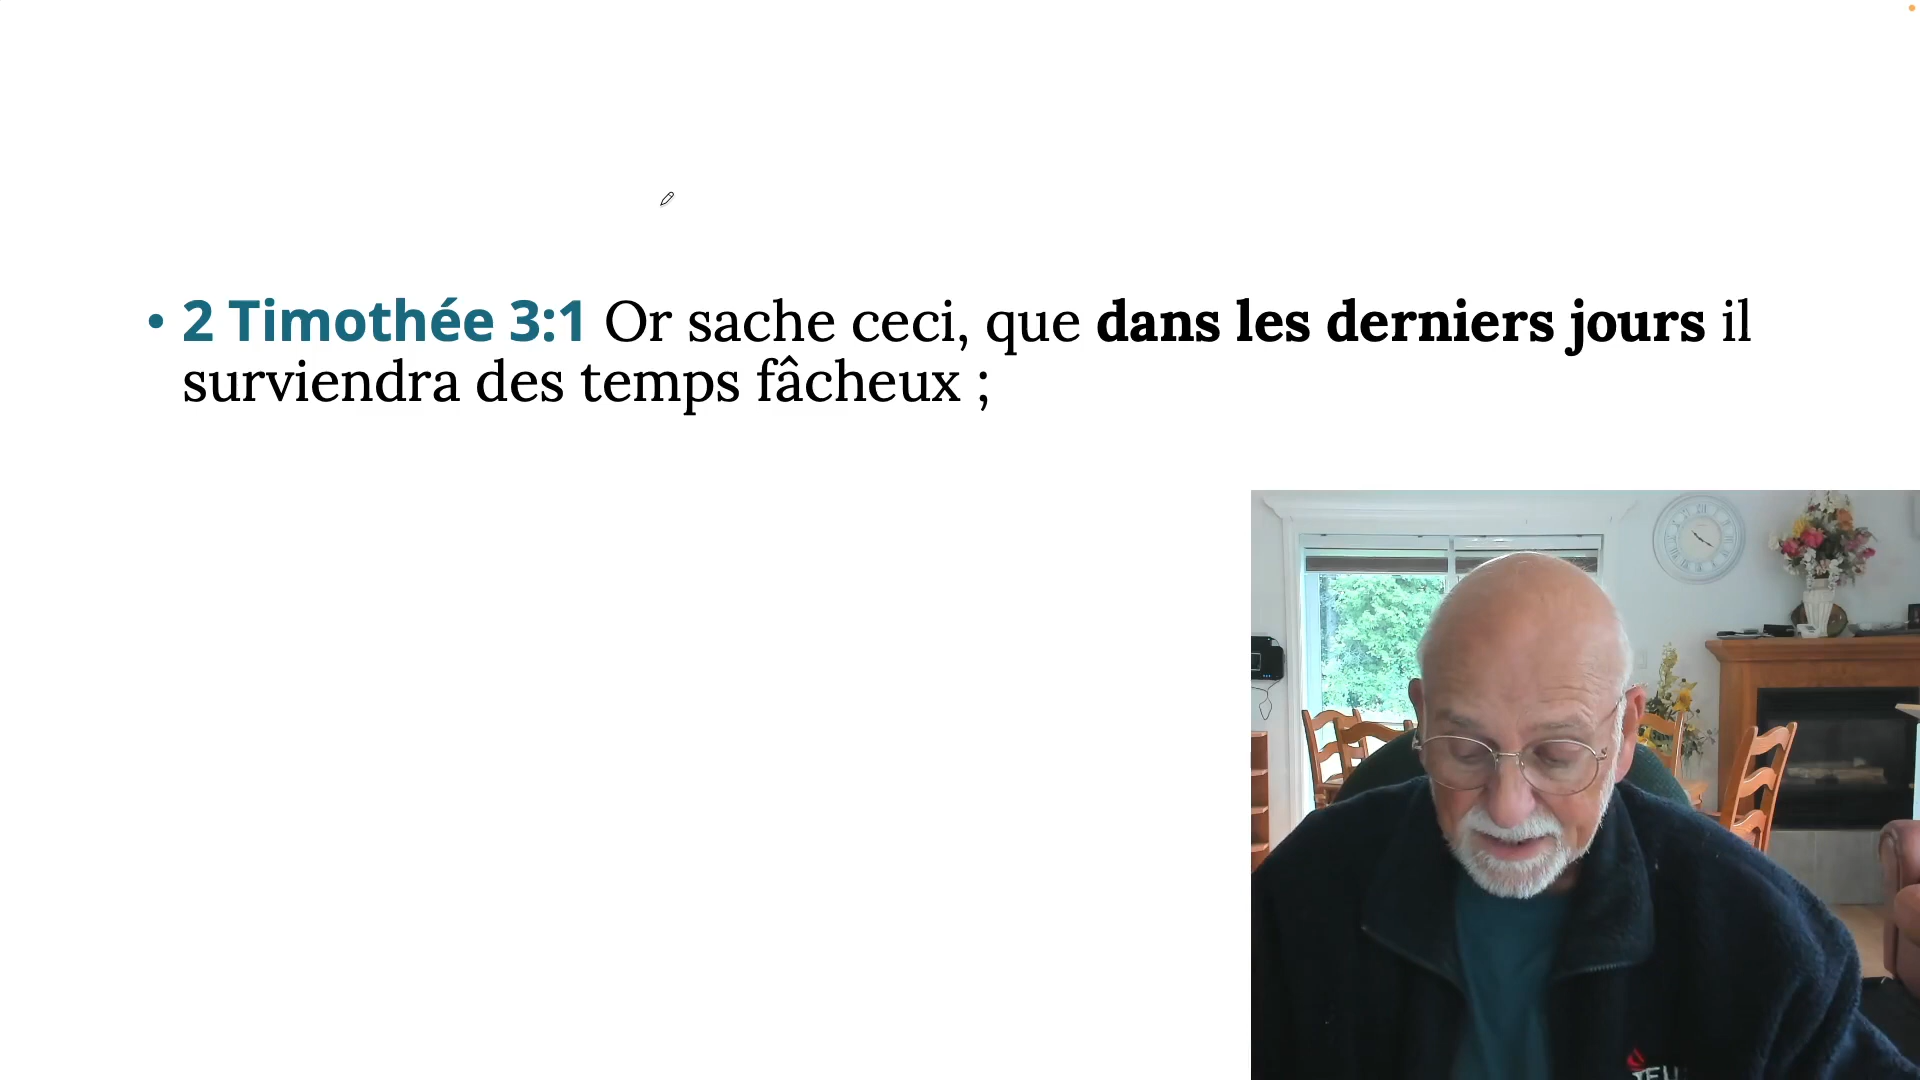 • 2 Timothée 3:1 Or sache ceci, que dans les derniers jours il
surviendra des temps fâcheux ;